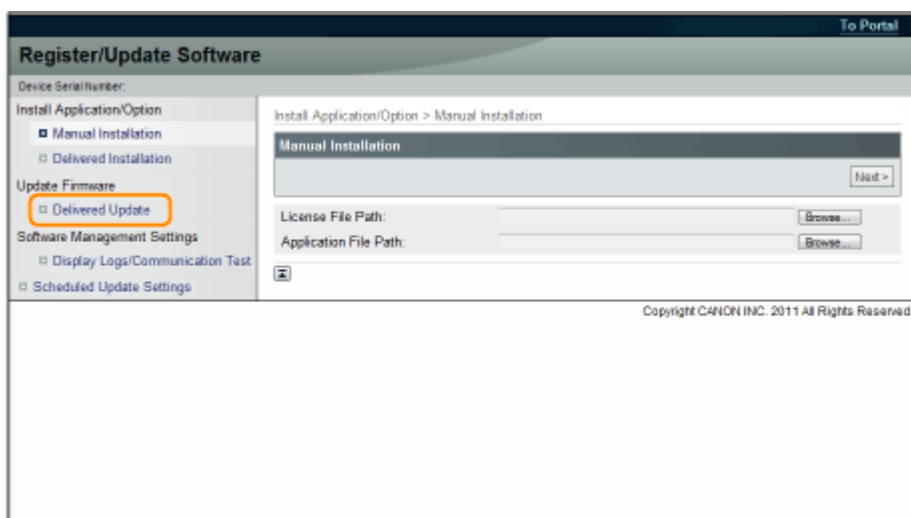 To Portal
Register/Update Software
Device Serial Number:
Install Application/Option
Manual Installation
Delivered Installation
Update Firmware
Delivered Update
Software Management Settings
Display Logs/Communication Test
Scheduled Update Settings
Install Application/Option > Manual Installation
Manual Installation
Next >
License File Path:
Browse...
Application File Path:
Browse...
Copyright CANON INC. 2011 All Rights Reserved